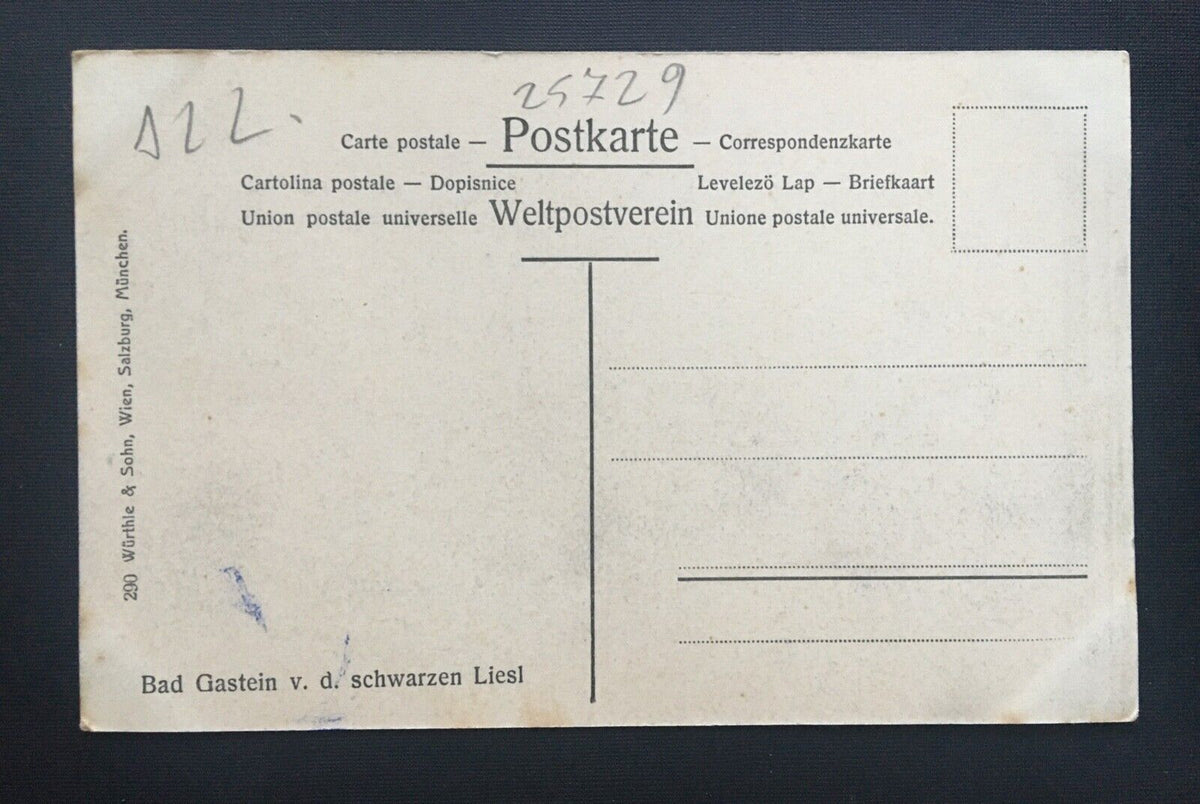 25729
122.
Carte postale — Postkarte — Correspondenzkarte
Cartolina postale — Dopisnice Levelezö Lap — Briefkaart
Union postale universelle Weltpostverein Unione postale universale.
290 Würthle & Sohn, Wien, Salzburg, München.
Bad Gastein v. d. schwarzen Liesl